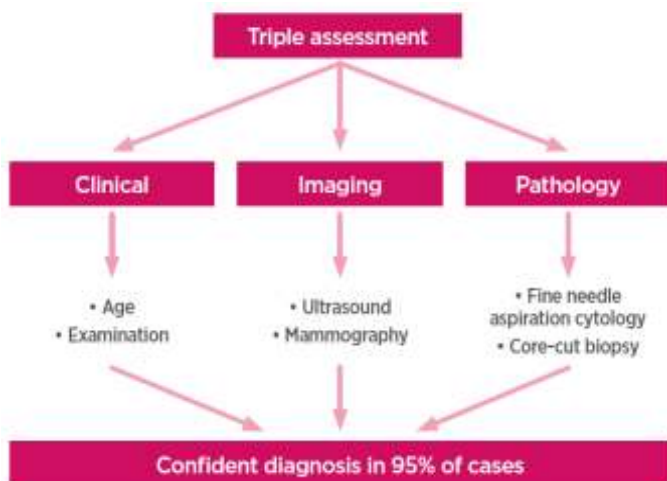 Triple assessment
Clinical
Imaging
Pathology
• Age
• Examination
• Ultrasound
• Mammography
• Fine needle
aspiration cytology
• Core-cut biopsy
Confident diagnosis in 95% of cases